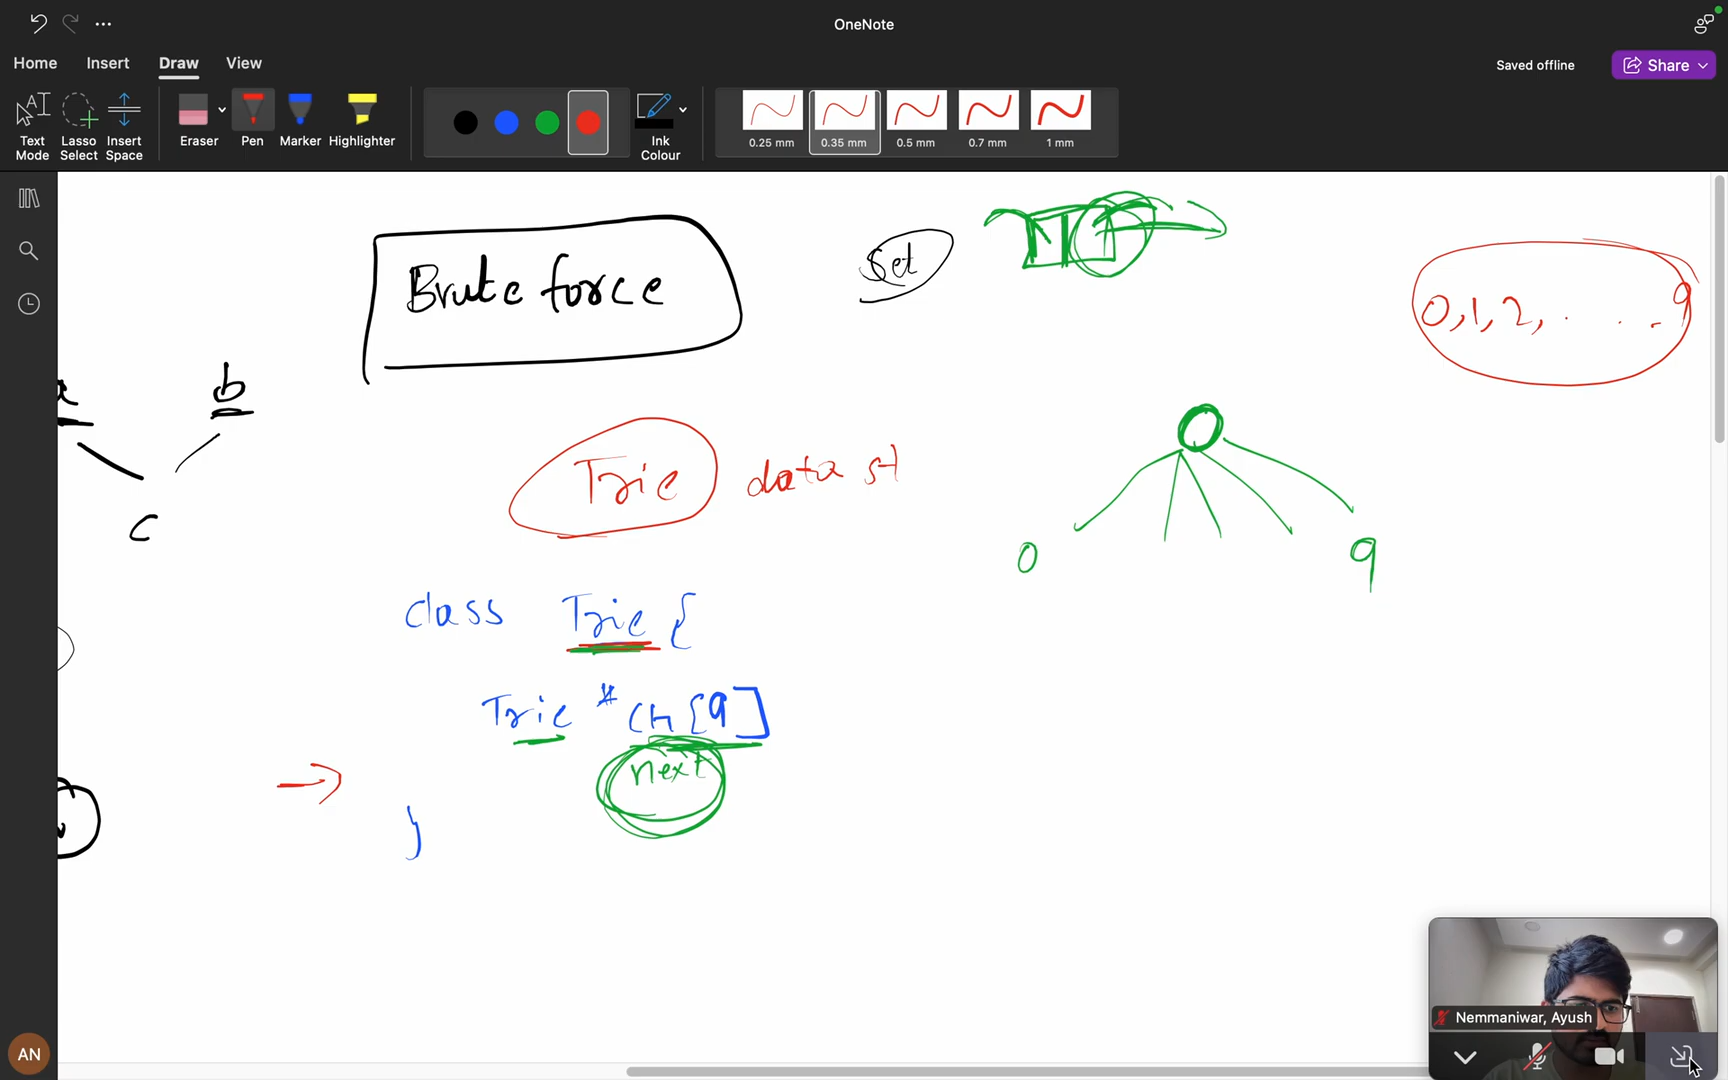 OneNote
Home Insert Draw View
Saved offline
Share
Text Mode
Lasso Select
Insert Space
Eraser
Pen
Marker
Highlighter
Ink Colour
0.25 mm
0.35 mm
0.5 mm
0.7 mm
1 mm
Brute force
Set
0,1,2, . . . . 9
a b
c
Trie data st
0 9
class Trie {
Trie * Ch[9]
next
}
Nemmaniwar, Ayush
AN